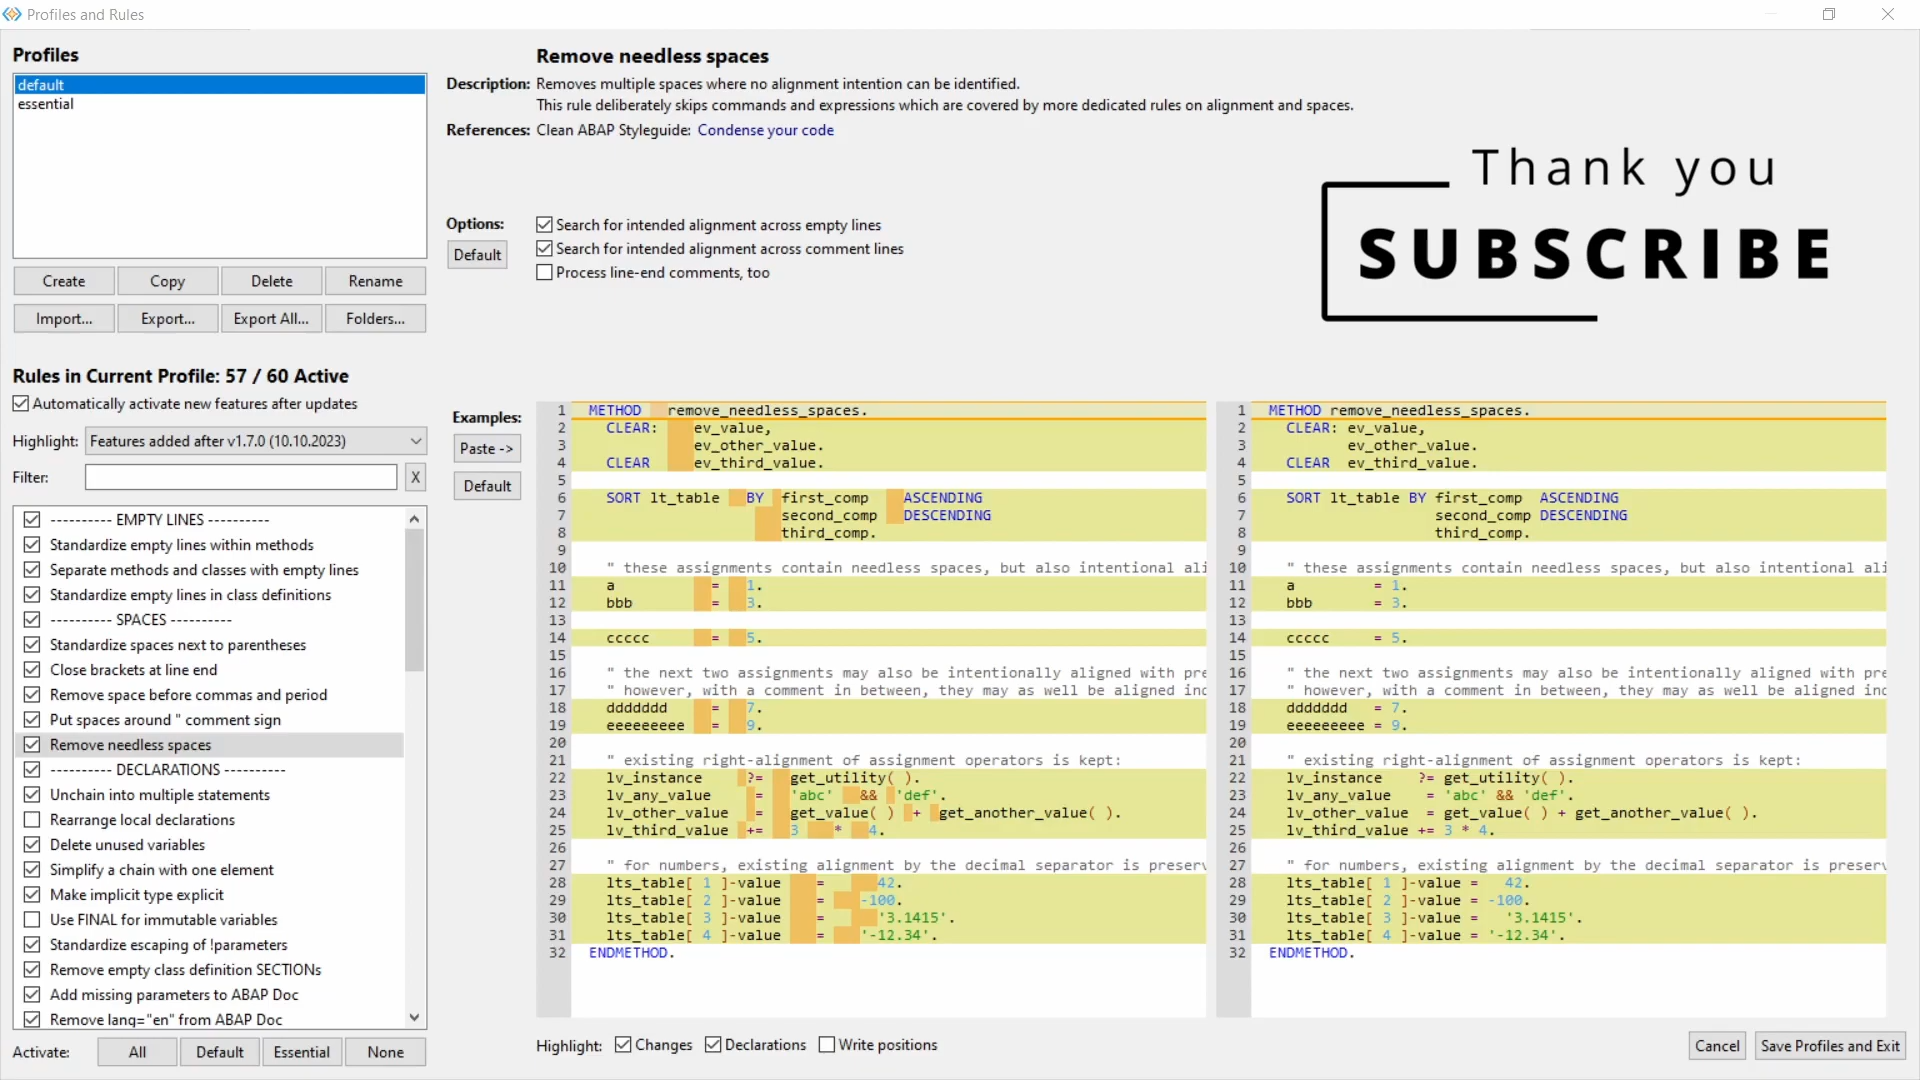 Profiles and Rules
Profiles
default
essential
Create
Copy
Delete
Rename
Import...
Export...
Export All...
Folders...
Rules in Current Profile: 57 / 60 Active
Automatically activate new features after updates
Highlight: Features added after v1.7.0 (10.10.2023)
Filter:
X
---------- EMPTY LINES ----------
Standardize empty lines within methods
Separate methods and classes with empty lines
Standardize empty lines in class definitions
---------- SPACES ----------
Standardize spaces next to parentheses
Close brackets at line end
Remove space before commas and period
Put spaces around " comment sign
Remove needless spaces
---------- DECLARATIONS ----------
Unchain into multiple statements
Rearrange local declarations
Delete unused variables
Simplify a chain with one element
Make implicit type explicit
Use FINAL for immutable variables
Standardize escaping of !parameters
Remove empty class definition SECTIONs
Add missing parameters to ABAP Doc
Remove lang="en" from ABAP Doc
Activate: All Default Essential None
Remove needless spaces
Description: Removes multiple spaces where no alignment intention can be identified.
This rule deliberately skips commands and expressions which are covered by more dedicated rules on alignment and spaces.
References: Clean ABAP Styleguide: Condense your code
Thank you
SUBSCRIBE
Options:
Default
Search for intended alignment across empty lines
Search for intended alignment across comment lines
Process line-end comments, too
Examples:
Paste ->
Default
1 METHOD   remove_needless_spaces.
2 CLEAR:    ev_value,
3 ev_other_value.
4 CLEAR     ev_third_value.
5
6 SORT lt_table   BY  first_comp    ASCENDING
7 second_comp   DESCENDING
8 third_comp.
9
10 " these assignments contain needless spaces, but also intentional ali
11 a           =   1.
12 bbb         =   3.
13
14 ccccc       =   5.
15
16 " the next two assignments may also be intentionally aligned with pre
17 " however, with a comment in between, they may as well be aligned ind
18 ddddddd     =   7.
19 eeeeeeeee   =   9.
20
21 " existing right-alignment of assignment operators is kept:
22 lv_instance     ?=   get_utility( ).
23 lv_any_value     =   'abc'   &&  'def'.
24 lv_other_value   =   get_value( )  +  get_another_value( ).
25 lv_third_value  +=   3    *   4.
26
27 " for numbers, existing alignment by the decimal separator is preserv
28 lts_table[ 1 ]-value    =      42.
29 lts_table[ 2 ]-value    =    -100.
30 lts_table[ 3 ]-value    =      '3.1415'.
31 lts_table[ 4 ]-value    =    '-12.34'.
32 ENDMETHOD.
1 METHOD remove_needless_spaces.
2 CLEAR: ev_value,
3 ev_other_value.
4 CLEAR  ev_third_value.
5
6 SORT lt_table BY first_comp  ASCENDING
7 second_comp DESCENDING
8 third_comp.
9
10 " these assignments contain needless spaces, but also intentional ali
11 a         = 1.
12 bbb       = 3.
13
14 ccccc     = 5.
15
16 " the next two assignments may also be intentionally aligned with pre
17 " however, with a comment in between, they may as well be aligned ind
18 ddddddd   = 7.
19 eeeeeeeee = 9.
20
21 " existing right-alignment of assignment operators is kept:
22 lv_instance    ?= get_utility( ).
23 lv_any_value    = 'abc' && 'def'.
24 lv_other_value  = get_value( ) + get_another_value( ).
25 lv_third_value += 3 * 4.
26
27 " for numbers, existing alignment by the decimal separator is preserv
28 lts_table[ 1 ]-value =   42.
29 lts_table[ 2 ]-value = -100.
30 lts_table[ 3 ]-value =   '3.1415'.
31 lts_table[ 4 ]-value = '-12.34'.
32 ENDMETHOD.
Highlight: Changes Declarations Write positions
Cancel
Save Profiles and Exit